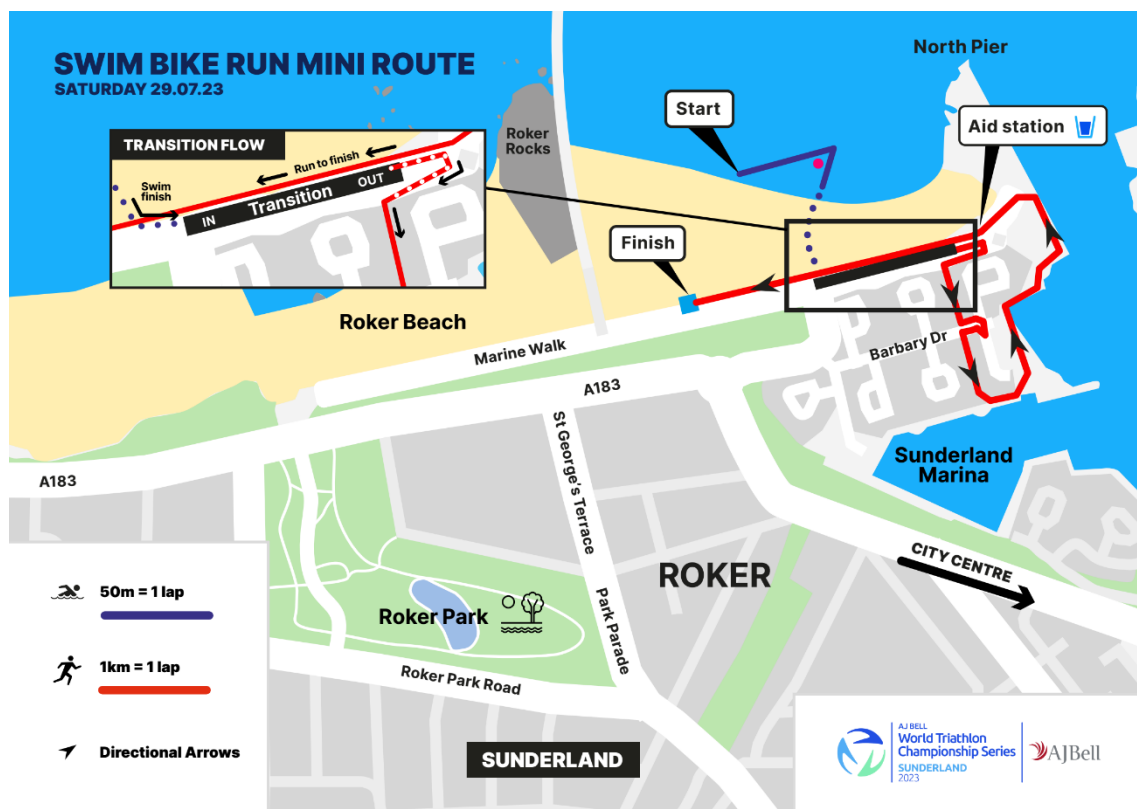 SWIM BIKE RUN MINI ROUTE
SATURDAY 29.07.23
North Pier
Start
Aid station
TRANSITION FLOW
Roker
Rocks
Run to finish
Swim
finish
OUT
Transition
IN
Finish
Roker Beach
Marine Walk
Barbary Dr
A183
St George's Terrace
Sunderland
Marina
A183
CITY CENTRE
ROKER
50m = 1 lap
Roker Park
Park Parade
1km = 1 lap
Roker Park Road
Directional Arrows
SUNDERLAND
AJ BELL
World Triathlon
Championship Series
SUNDERLAND
2023
AJBell